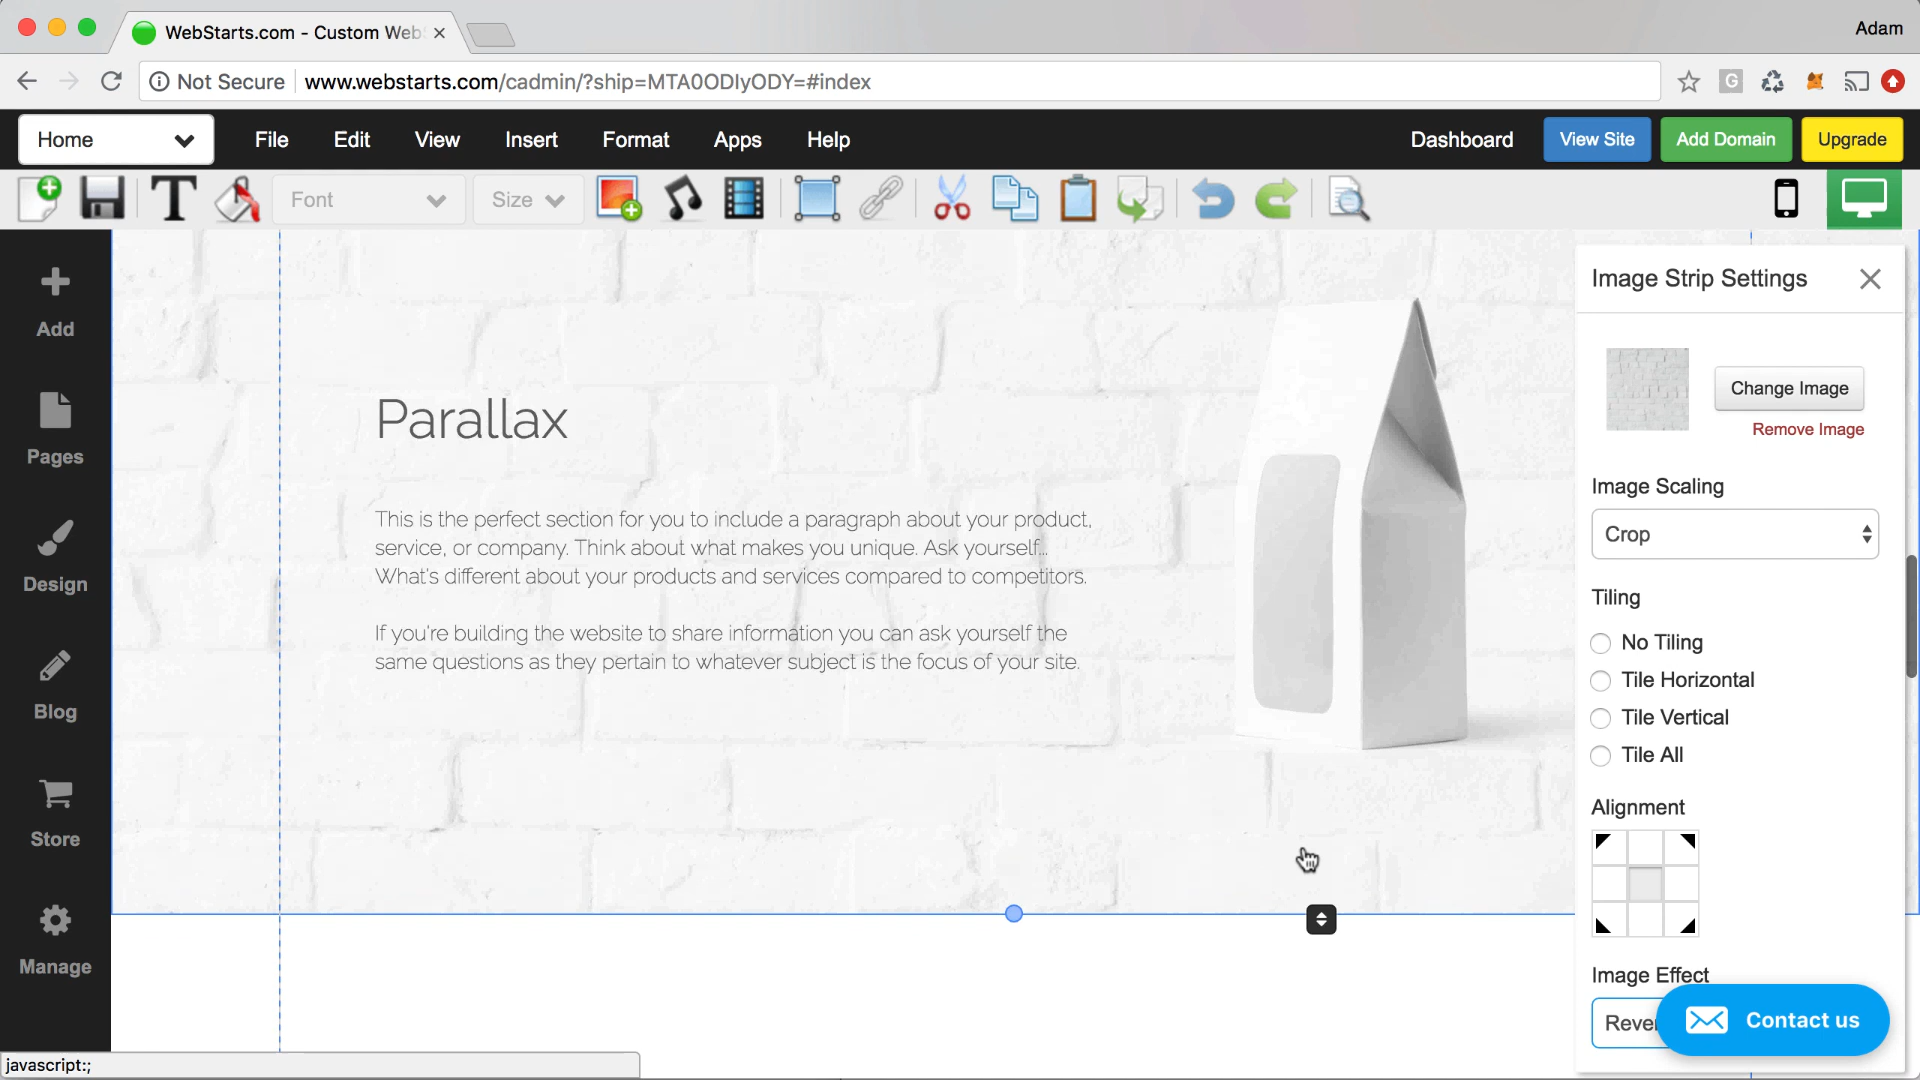 WebStarts.com - Custom Web
Adam
Not Secure
www.webstarts.com/cadmin/?ship=MTA0ODIyODY=#index
G
Home
File
Edit
View
Insert
Format
Apps
Help
Dashboard
View Site
Add Domain
Upgrade
T
Font
Size
Add
Pages
Design
Blog
Store
Manage
Parallax
This is the perfect section for you to include a paragraph about your product,
service, or company. Think about what makes you unique. Ask yourself...
What's different about your products and services compared to competitors.
If you're building the website to share information you can ask yourself the
same questions as they pertain to whatever subject is the focus of your site.
Image Strip Settings
Change Image
Remove Image
Image Scaling
Crop
Tiling
No Tiling
Tile Horizontal
Tile Vertical
Tile All
Alignment
Image Effect
Reve
Contact us
javascript:;